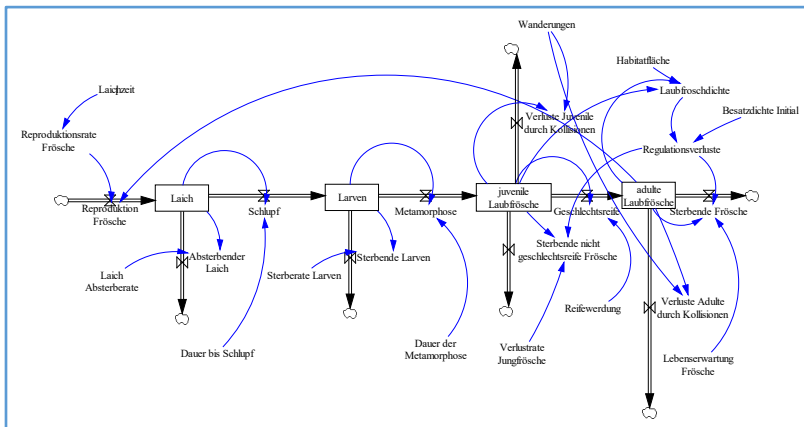 Wanderungen
Habitatfläche
Laubfroschdichte
Laichzeit
Besatzdichte Initial
Verluste Juvenile
durch Kollisionen
Reproduktionsrate
Frösche
Regulationsverluste
Laich
Larven
juvenile
Laubfrösche
adulte
Laubfrösche
Reproduktion
Frösche
Schlupf
Metamorphose
Geschlechtsreife
Sterbende Frösche
Absterbender
Laich
Sterbende Larven
Sterbende nicht
geschlechtsreife Frösche
Laich
Absterberate
Sterberate Larven
Verluste Adulte
durch Kollisionen
Reifewerdung
Dauer bis Schlupf
Dauer der
Metamorphose
Verlustrate
Jungfrösche
Lebenserwartung
Frösche